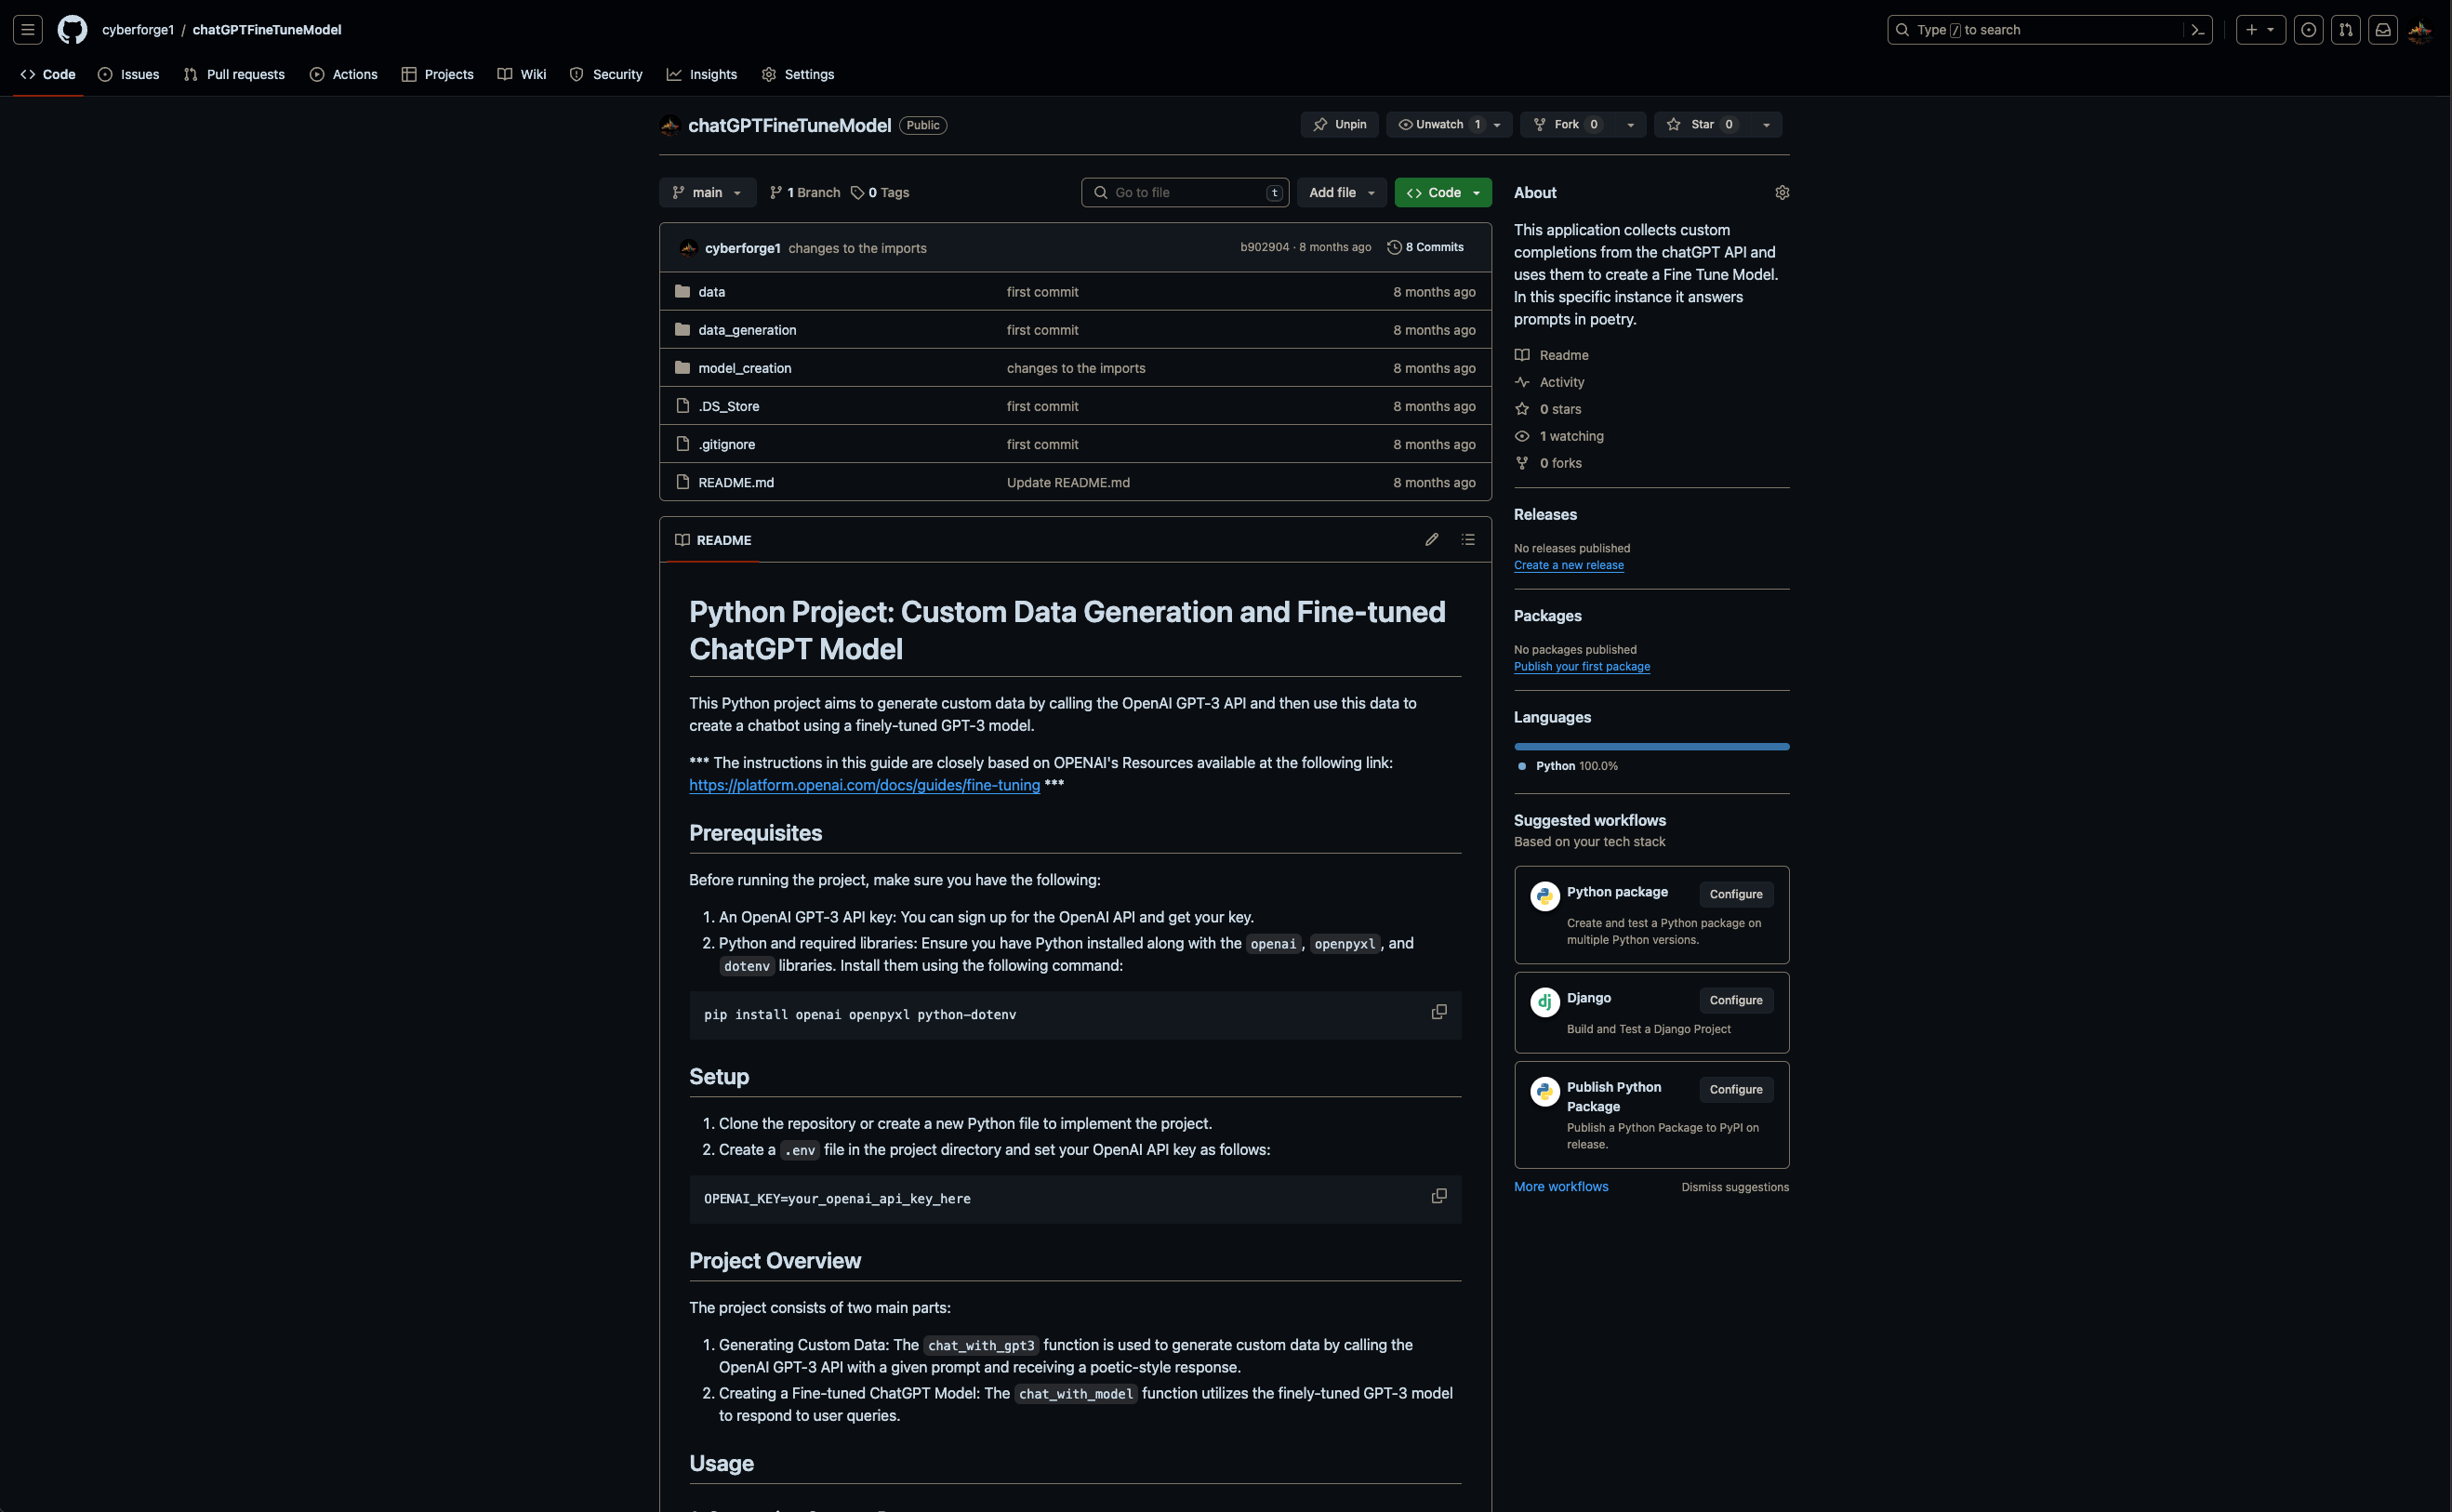 cyberforge1 / chatGPTFineTuneModel
Type / to search
Code Issues Pull requests Actions Projects Wiki Security Insights Settings
chatGPTFineTuneModel Public
Unpin Unwatch 1 Fork 0 Star 0
main 1 Branch 0 Tags
Go to file t Add file Code
cyberforge1 changes to the imports b902904 · 8 months ago 8 Commits
data first commit 8 months ago
data_generation first commit 8 months ago
model_creation changes to the imports 8 months ago
.DS_Store first commit 8 months ago
.gitignore first commit 8 months ago
README.md Update README.md 8 months ago
README
Python Project: Custom Data Generation and Fine-tuned
ChatGPT Model
This Python project aims to generate custom data by calling the OpenAI GPT-3 API and then use this data to
create a chatbot using a finely-tuned GPT-3 model.
*** The instructions in this guide are closely based on OPENAI's Resources available at the following link:
https://platform.openai.com/docs/guides/fine-tuning ***
Prerequisites
Before running the project, make sure you have the following:
1. An OpenAI GPT-3 API key: You can sign up for the OpenAI API and get your key.
2. Python and required libraries: Ensure you have Python installed along with the openai, openpyxl, and
dotenv libraries. Install them using the following command:
pip install openai openpyxl python-dotenv
Setup
1. Clone the repository or create a new Python file to implement the project.
2. Create a .env file in the project directory and set your OpenAI API key as follows:
OPENAI_KEY=your_openai_api_key_here
Project Overview
The project consists of two main parts:
1. Generating Custom Data: The chat_with_gpt3 function is used to generate custom data by calling the
OpenAI GPT-3 API with a given prompt and receiving a poetic-style response.
2. Creating a Fine-tuned ChatGPT Model: The chat_with_model function utilizes the finely-tuned GPT-3 model
to respond to user queries.
Usage
About
This application collects custom
completions from the chatGPT API and
uses them to create a Fine Tune Model.
In this specific instance it answers
prompts in poetry.
Readme
Activity
0 stars
1 watching
0 forks
Releases
No releases published
Create a new release
Packages
No packages published
Publish your first package
Languages
Python 100.0%
Suggested workflows
Based on your tech stack
Python package Configure
Create and test a Python package on
multiple Python versions.
dj Django Configure
Build and Test a Django Project
Publish Python Configure
Package
Publish a Python Package to PyPI on
release.
More workflows Dismiss suggestions